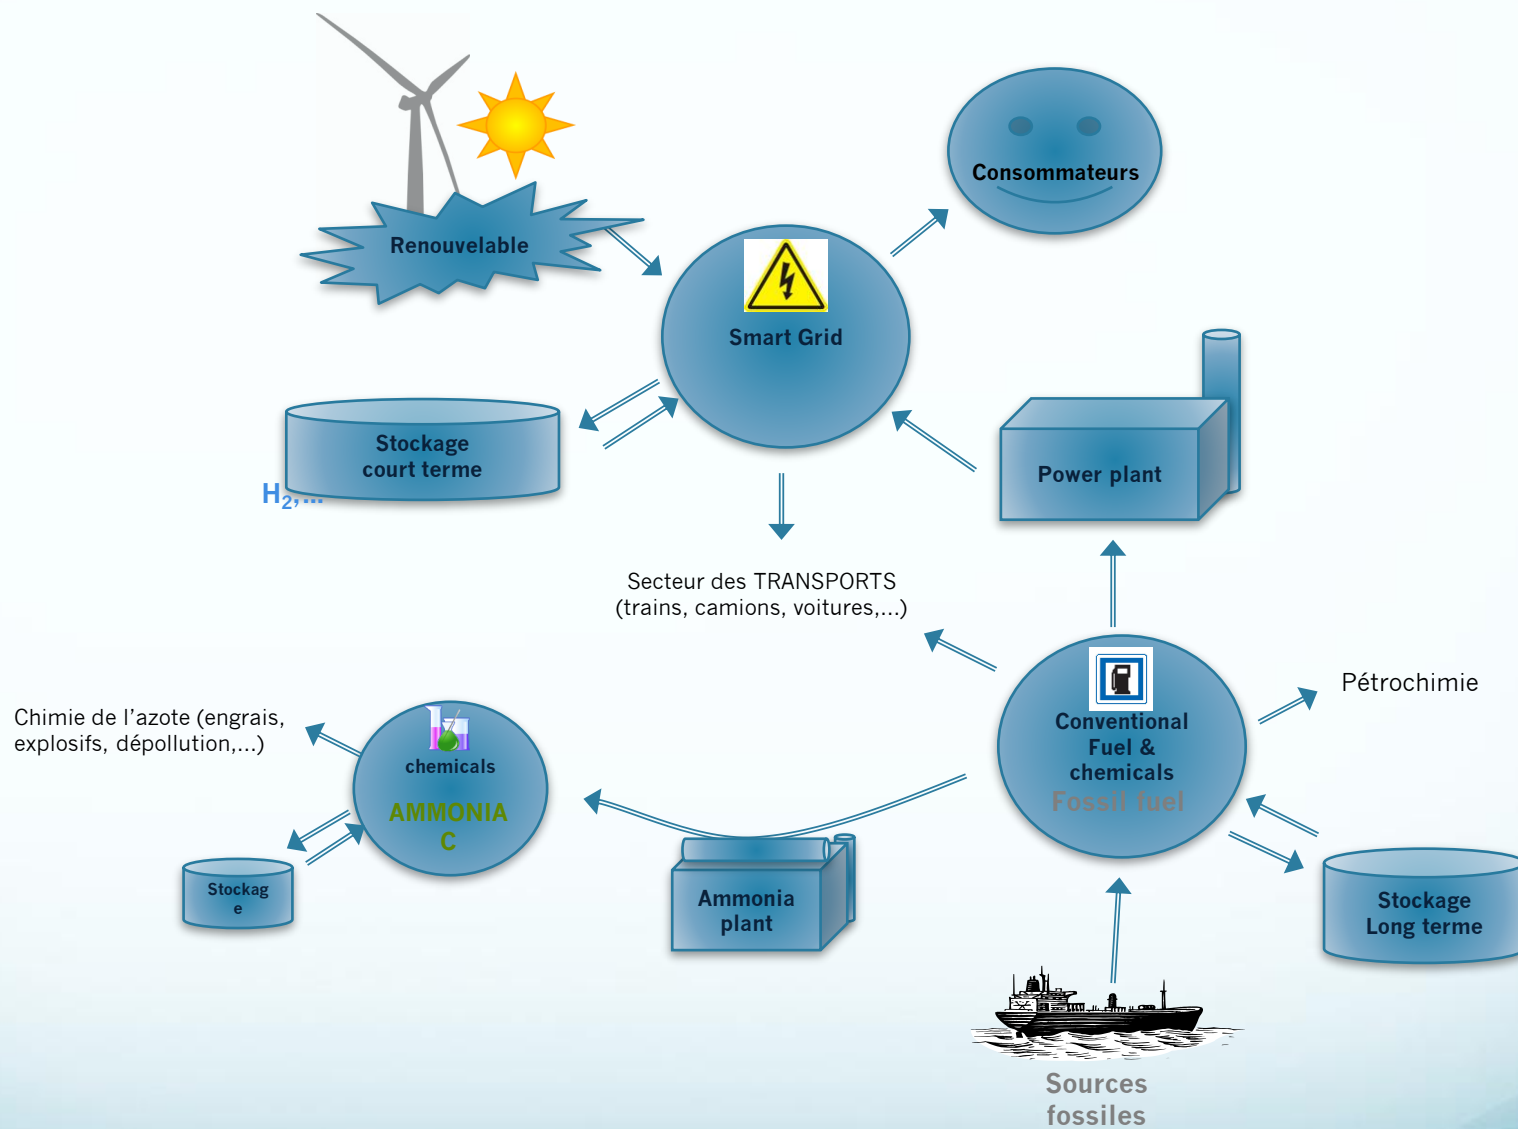 Consommateurs
Renouvelable
Smart Grid
Stockage
court terme
H₂,...
Power plant
Secteur des TRANSPORTS
(trains, camions, voitures,...)
Pétrochimie
Chimie de l’azote (engrais,
explosifs, dépollution,...)
chemicals
AMMONIA
C
Conventional
Fuel &
chemicals
Fossil fuel
Stockag
e
Ammonia
plant
Stockage
Long terme
Sources
fossiles